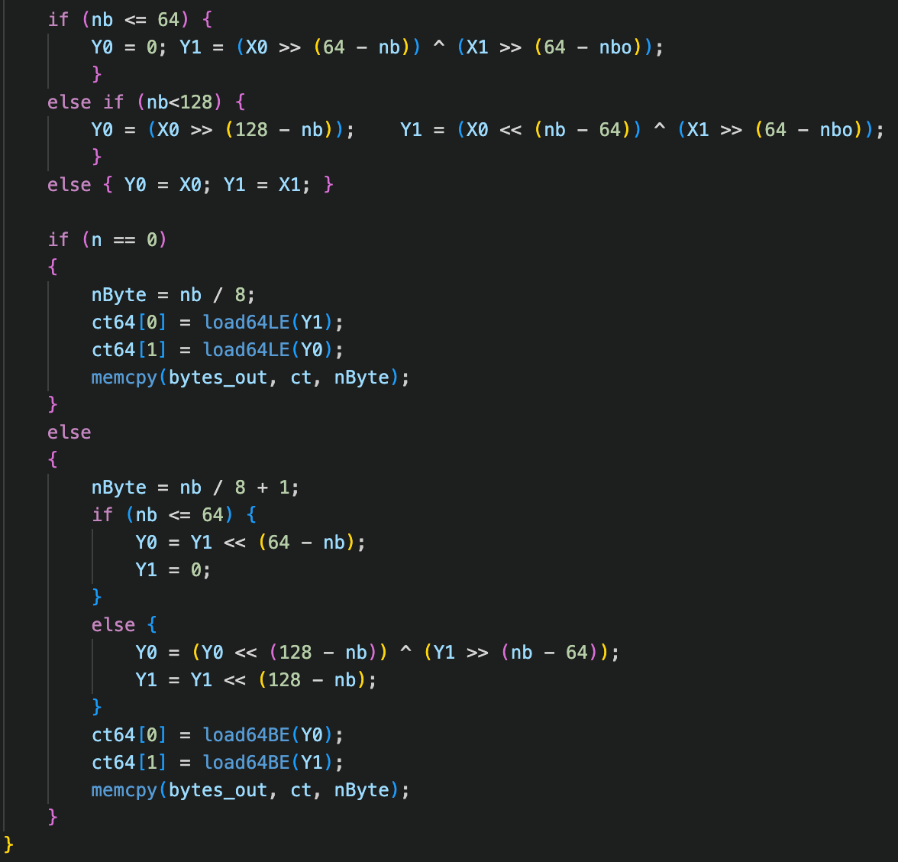 if (nb <= 64) {
Y0 = 0; Y1 = (X0 >> (64 - nb)) ^ (X1 >> (64 - nbo));
}
else if (nb<128) {
Y0 = (X0 >> (128 - nb)); Y1 = (X0 << (nb - 64)) ^ (X1 >> (64 - nbo));
}
else { Y0 = X0; Y1 = X1; }
if (n == 0)
{
nByte = nb / 8;
ct64[0] = load64LE(Y1);
ct64[1] = load64LE(Y0);
memcpy(bytes_out, ct, nByte);
}
else
{
nByte = nb / 8 + 1;
if (nb <= 64) {
Y0 = Y1 << (64 - nb);
Y1 = 0;
}
else {
Y0 = (Y0 << (128 - nb)) ^ (Y1 >> (nb - 64));
Y1 = Y1 << (128 - nb);
}
ct64[0] = load64BE(Y0);
ct64[1] = load64BE(Y1);
memcpy(bytes_out, ct, nByte);
}
}